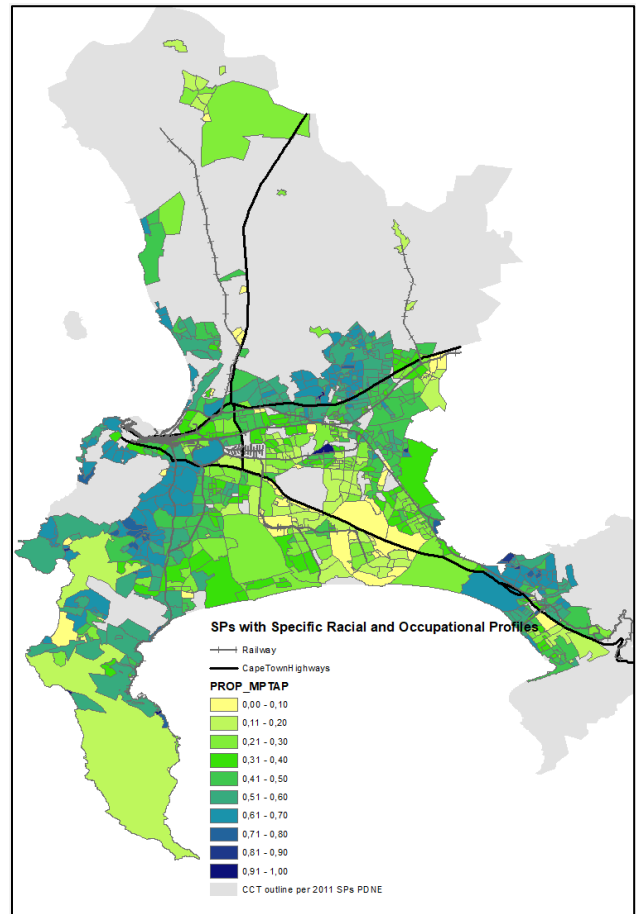 SPs with Specific Racial and Occupational Profiles
Railway
CapeTownHighways
PROP_MPTAP
0,00 - 0,10
0,11 - 0,20
0,21 - 0,30
0,31 - 0,40
0,41 - 0,50
0,51 - 0,60
0,61 - 0,70
0,71 - 0,80
0,81 - 0,90
0,91 - 1,00
CCT outline per 2011 SPs PDNE